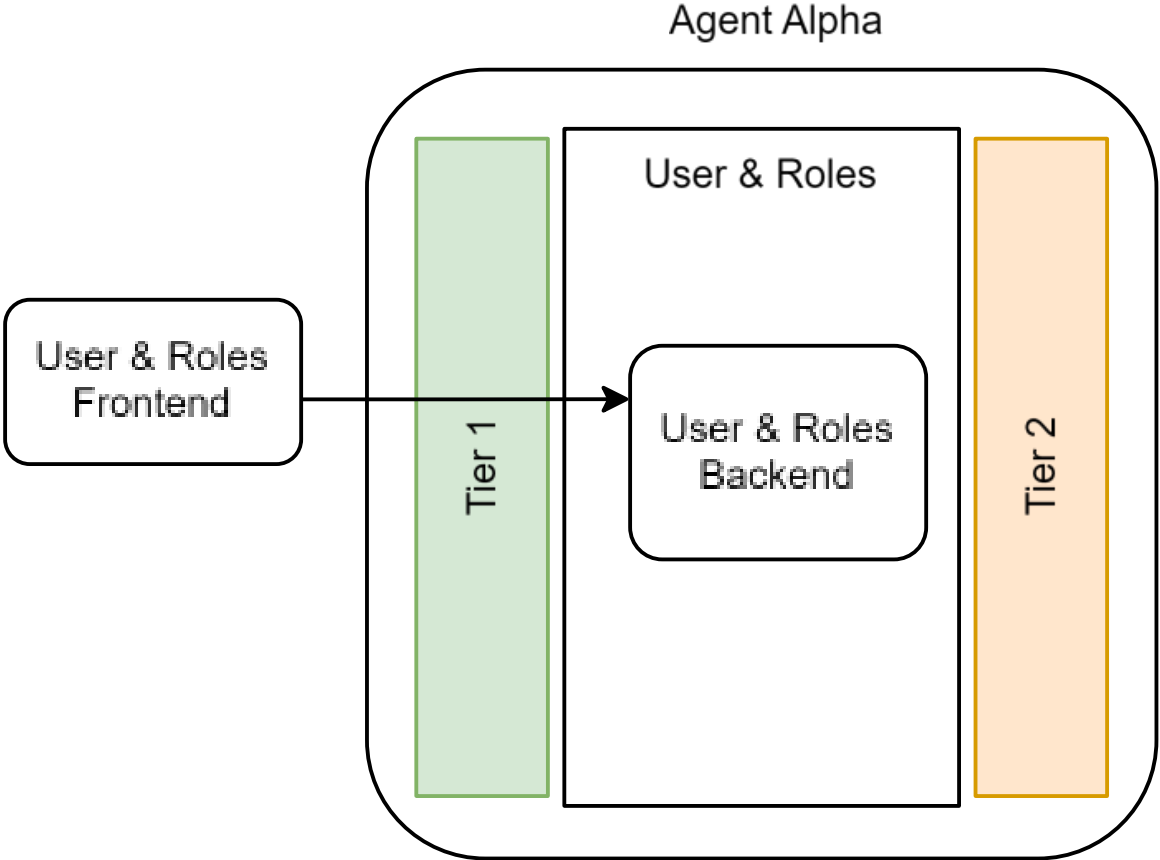 Agent Alpha
User & Roles
User & Roles
Frontend
Tier 1
User & Roles
Backend
Tier 2